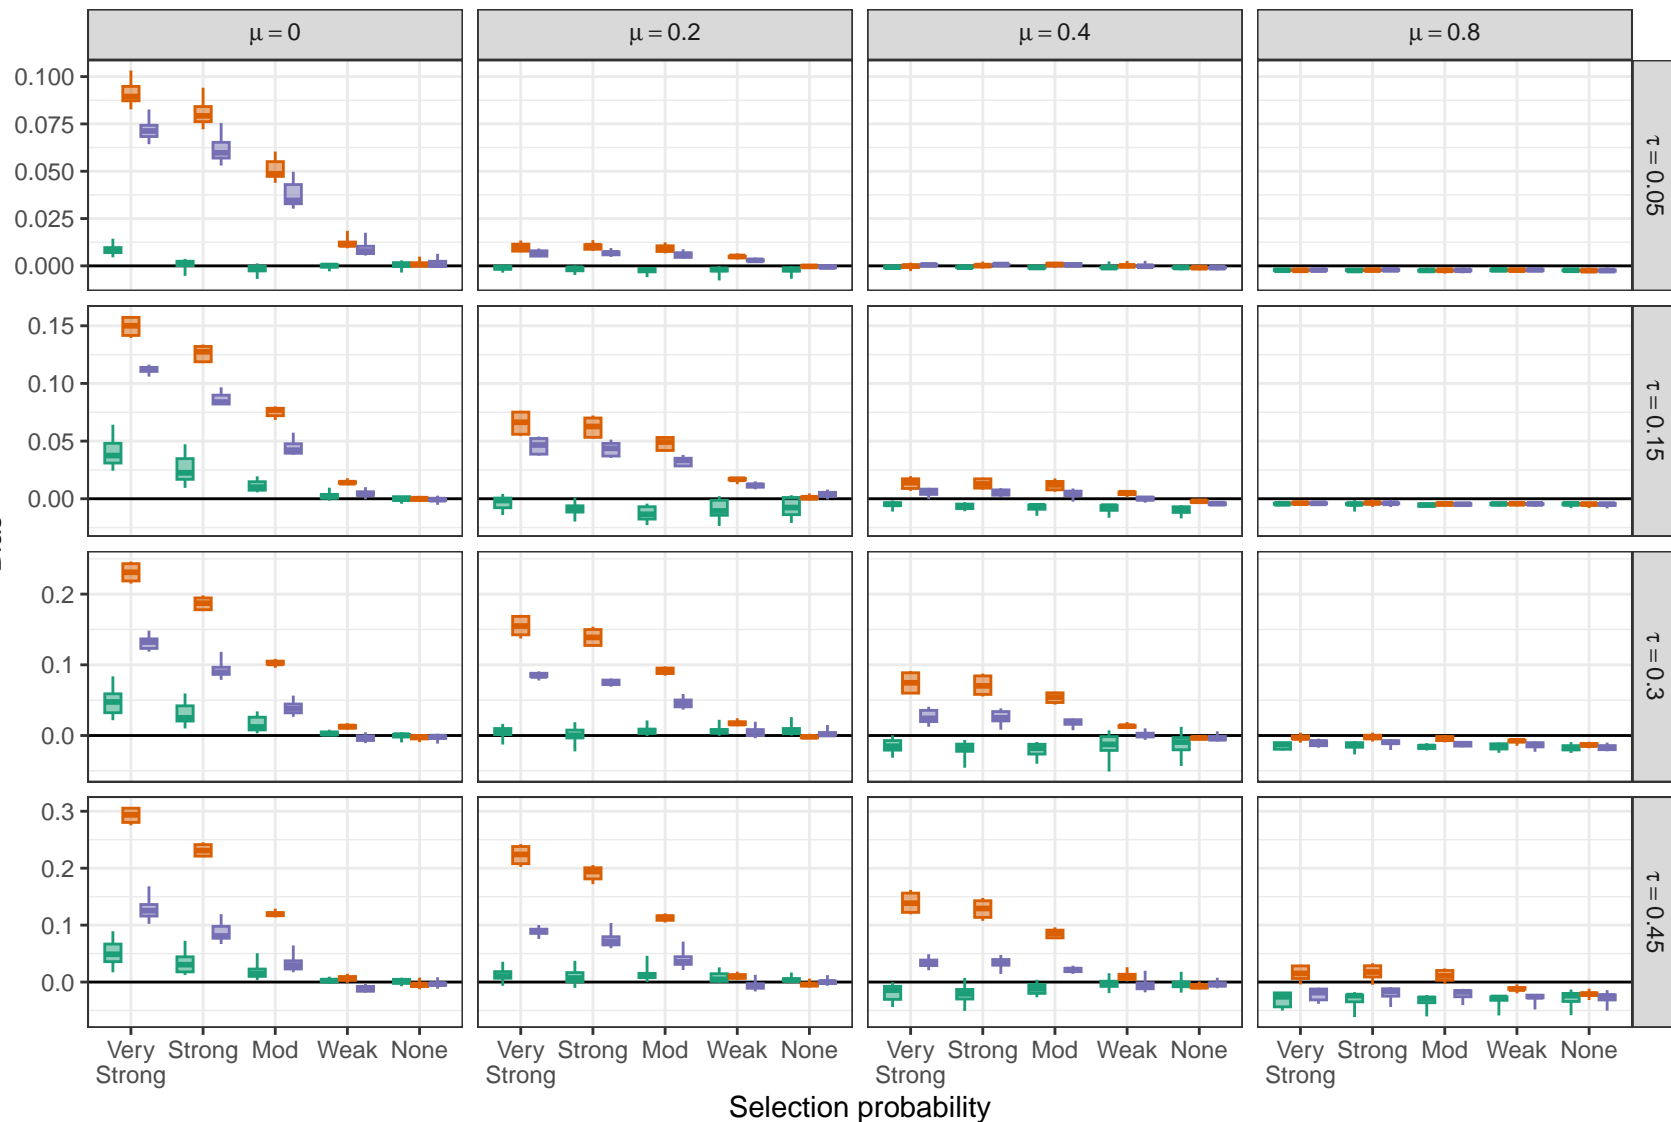 μ = 0
μ = 0.2
μ = 0.4
μ = 0.8
0.100
0.075
0.050
0.025
0.000
τ = 0.05
0.15
0.10
0.05
0.00
τ = 0.15
0.2
0.1
0.0
τ = 0.3
0.3
0.2
0.1
0.0
τ = 0.45
Very Strong Mod Weak None
Strong
Very Strong Mod Weak None
Strong
Very Strong Mod Weak None
Strong
Very Strong Mod Weak None
Strong
Selection probability